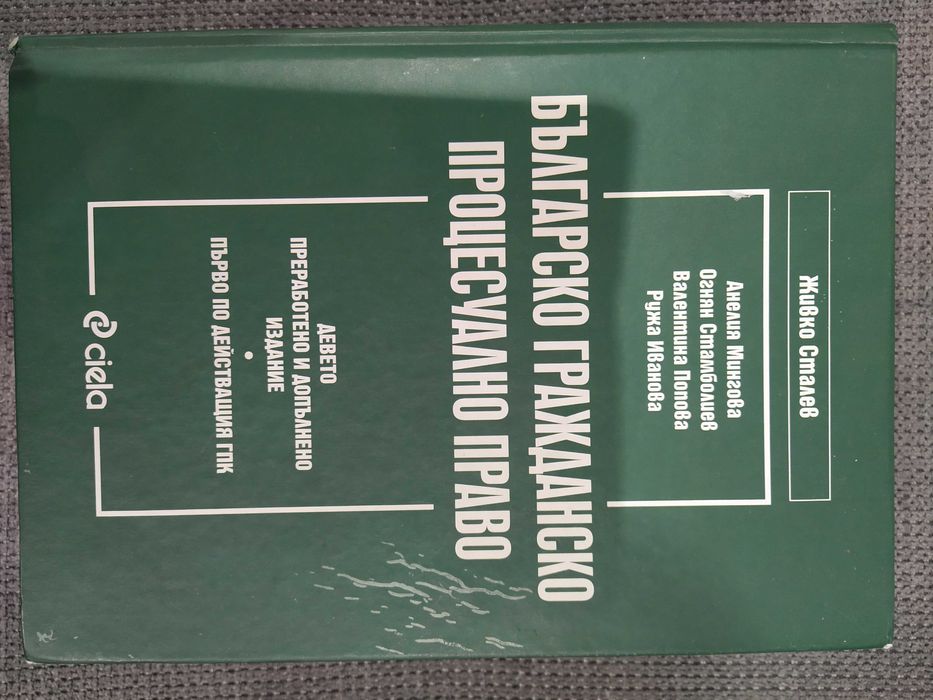 Живко Сталев
Анелия Мингова
Огнян Стамболиев
Валентина Попова
Ружа Иванова
БЪЛГАРСКО ГРАЖДАНСКО
ПРОЦЕСУАЛНО ПРАВО
ДЕВЕТО
ПРЕРАБОТЕНО И ДОПЪЛНЕНО
ИЗДАНИЕ
•
ПЪРВО ПО ДЕЙСТВАЩИЯ ГПК
ciela